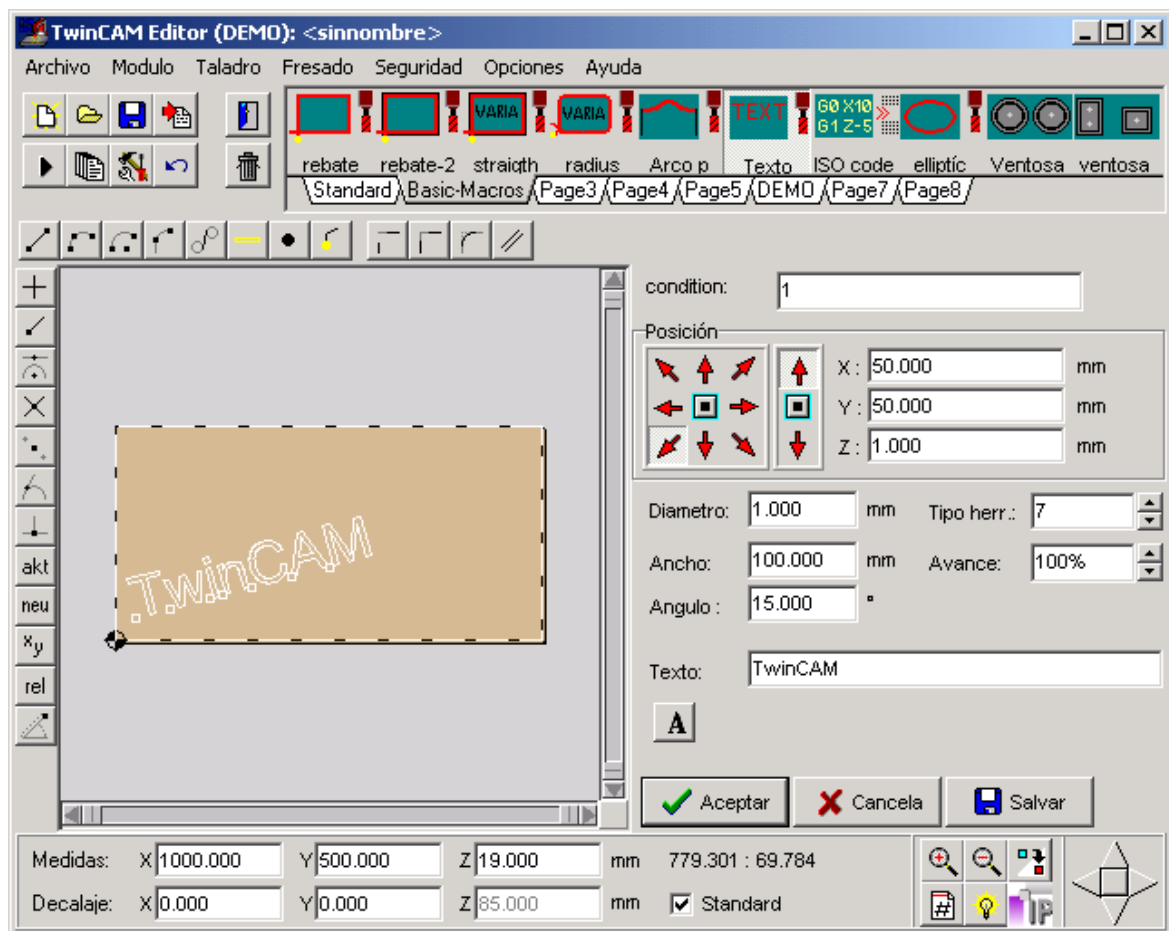 TwinCAM Editor (DEMO): <sinnombre>
Archivo Modulo Taladro Fresado Seguridad Opciones Ayuda
VARIA VARIA TEXT G0 X10
G1 Z-5
rebate rebate-2 straigth radius Arco p Texto ISO code elliptic Ventosa ventosa
Standard Basic-Macros Page3 Page4 Page5 DEMO Page7 Page8
condition: 1
Posición
X : 50.000 mm
Y : 50.000 mm
Z : 1.000 mm
akt
neu
xy
rel
TwinCAM
Diametro: 1.000 mm Tipo herr.: 7
Ancho: 100.000 mm Avance: 100%
Angulo : 15.000 °
Texto: TwinCAM
A
Aceptar Cancela Salvar
Medidas: X 1000.000 Y 500.000 Z 19.000 mm 779.301 : 69.784
Decalaje: X 0.000 Y 0.000 Z 85.000 mm Standard
#
IP